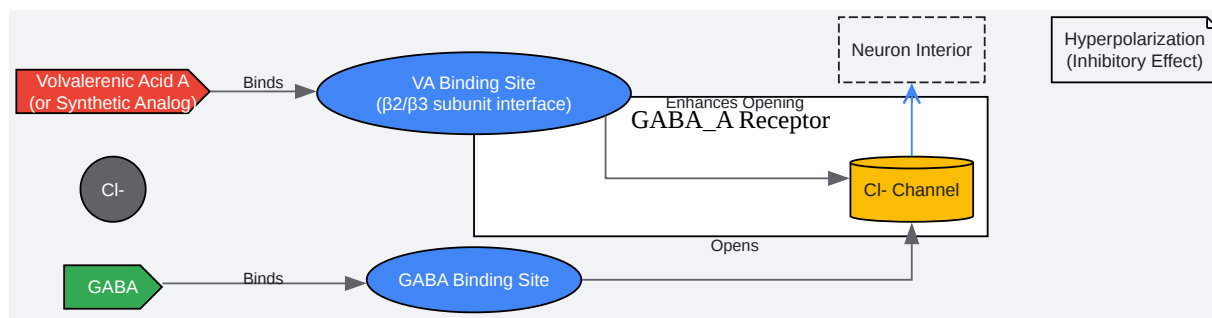 Volvalerenic Acid A
(or Synthetic Analog)
Binds
VA Binding Site
(β2/β3 subunit interface)
Enhances Opening
GABA_A Receptor
Neuron Interior
Hyperpolarization
(Inhibitory Effect)
Cl-
Cl- Channel
Opens
GABA
Binds
GABA Binding Site